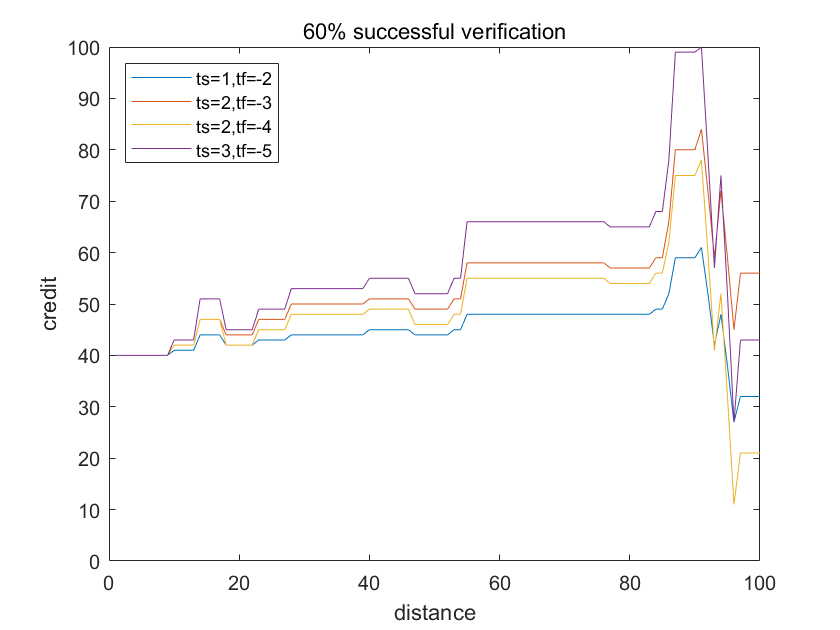 60% successful verification
100
90
80
70
60
50
40
30
20
10
0
credit
ts=1,tf=-2
ts=2,tf=-3
ts=2,tf=-4
ts=3,tf=-5
0 20 40 60 80 100
distance